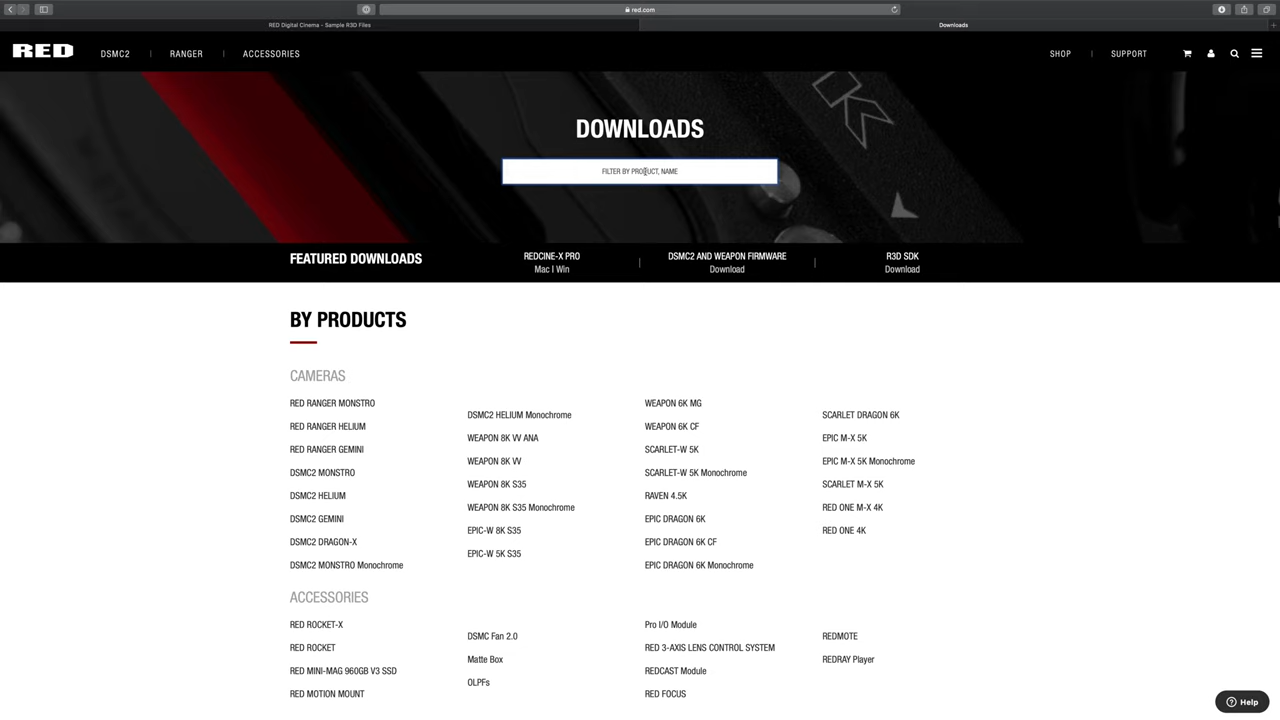 red.com
RED Digital Cinema - Sample R3D Files
Downloads
RED
DSMC2
RANGER
ACCESSORIES
SHOP
SUPPORT
DOWNLOADS
FILTER BY PRODUCT, NAME
FEATURED DOWNLOADS
REDCINE-X PRO
Mac | Win
DSMC2 AND WEAPON FIRMWARE
Download
R3D SDK
Download
BY PRODUCTS
CAMERAS
RED RANGER MONSTRO
RED RANGER HELIUM
RED RANGER GEMINI
DSMC2 MONSTRO
DSMC2 HELIUM
DSMC2 GEMINI
DSMC2 DRAGON-X
DSMC2 MONSTRO Monochrome
DSMC2 HELIUM Monochrome
WEAPON 8K VV ANA
WEAPON 8K VV
WEAPON 8K S35
WEAPON 8K S35 Monochrome
EPIC-W 8K S35
EPIC-W 5K S35
WEAPON 6K MG
WEAPON 6K CF
SCARLET-W 5K
SCARLET-W 5K Monochrome
RAVEN 4.5K
EPIC DRAGON 6K
EPIC DRAGON 6K CF
EPIC DRAGON 6K Monochrome
SCARLET DRAGON 6K
EPIC M-X 5K
EPIC M-X 5K Monochrome
SCARLET M-X 5K
RED ONE M-X 4K
RED ONE 4K
ACCESSORIES
RED ROCKET-X
RED ROCKET
RED MINI-MAG 960GB V3 SSD
RED MOTION MOUNT
DSMC Fan 2.0
Matte Box
OLPFs
Pro I/O Module
RED 3-AXIS LENS CONTROL SYSTEM
REDCAST Module
RED FOCUS
REDMOTE
REDRAY Player
Help